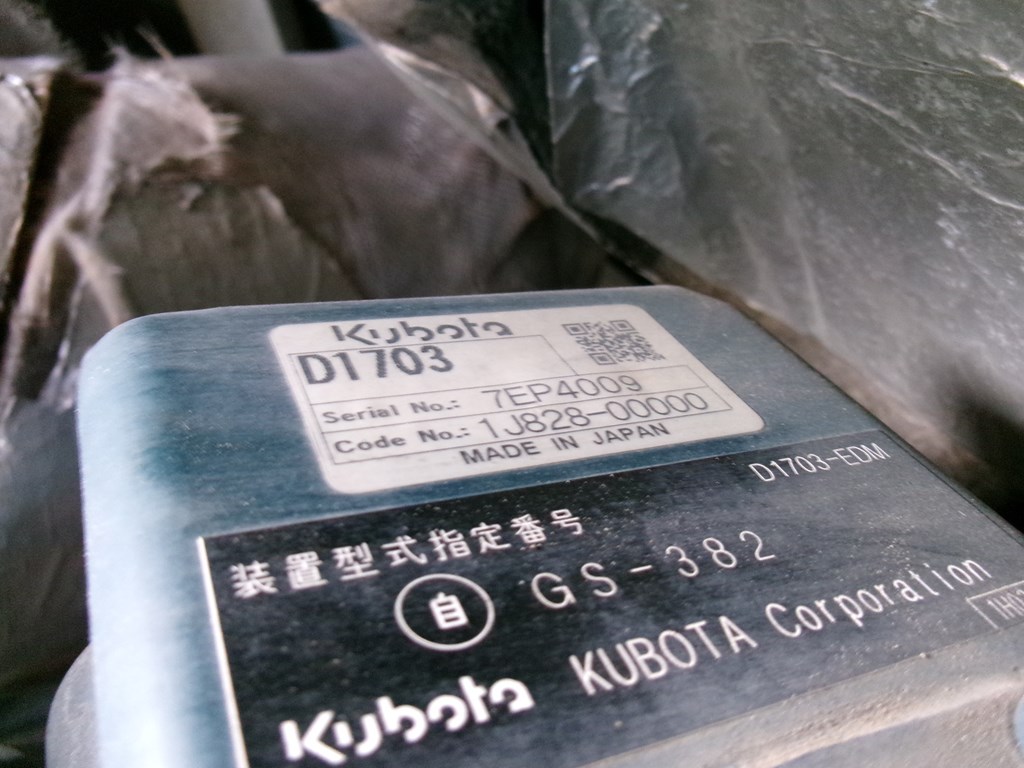 Kubota
D1703
Serial No.: 7EP4009
Code No.: 1J828-00000
MADE IN JAPAN
D1703-EDM
装置型式指定番号
自 GS-382
Kubota KUBOTA Corporation